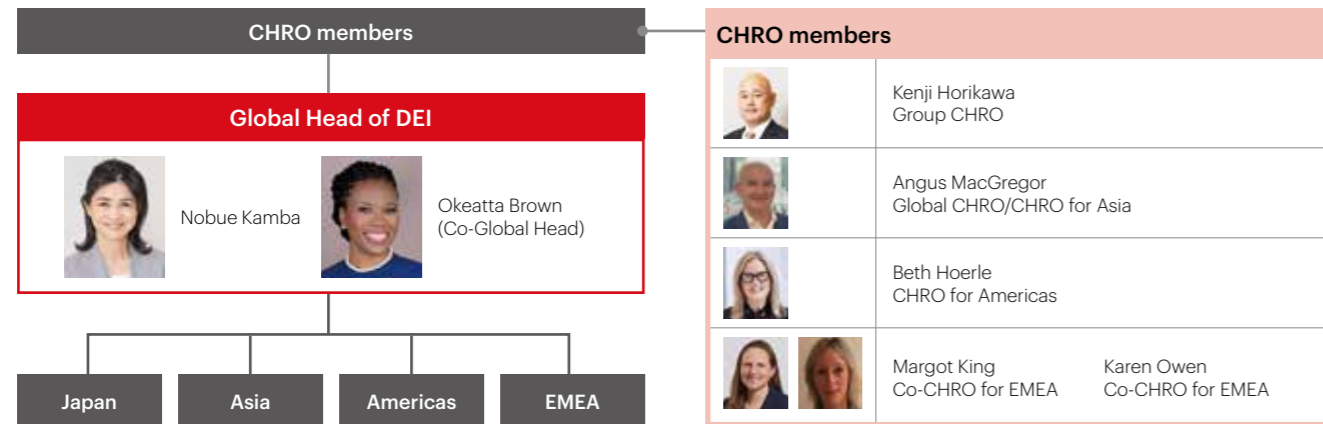 CHRO members
Global Head of DEI
Nobue Kamba
Okeatta Brown
(Co-Global Head)
Japan
Asia
Americas
EMEA
CHRO members
Kenji Horikawa
Group CHRO
Angus MacGregor
Global CHRO/CHRO for Asia
Beth Hoerle
CHRO for Americas
Margot King
Co-CHRO for EMEA
Karen Owen
Co-CHRO for EMEA